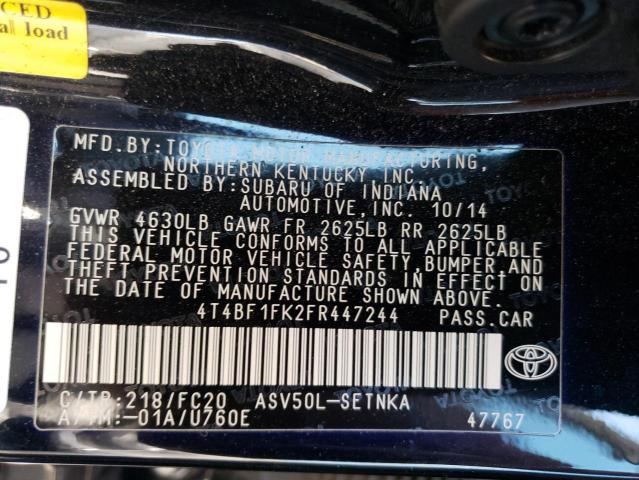 CED
al load
MFD.BY:TOYOTA MOTOR MANUFACTURING,
NORTHERN KENTUCKY INC.
ASSEMBLED BY:SUBARU OF INDIANA
AUTOMOTIVE,INC. 10/14
GVWR 4630LB GAWR FR 2625LB RR 2625LB
THIS VEHICLE CONFORMS TO ALL APPLICABLE
FEDERAL MOTOR VEHICLE SAFETY,BUMPER,AND
THEFT PREVENTION STANDARDS IN EFFECT ON
THE DATE OF MANUFACTURE SHOWN ABOVE.
4T4BF1FK2FR447244 PASS.CAR
C/TR:218/FC20 ASV50L-SETNKA
A/TM:-01A/U760E 47767